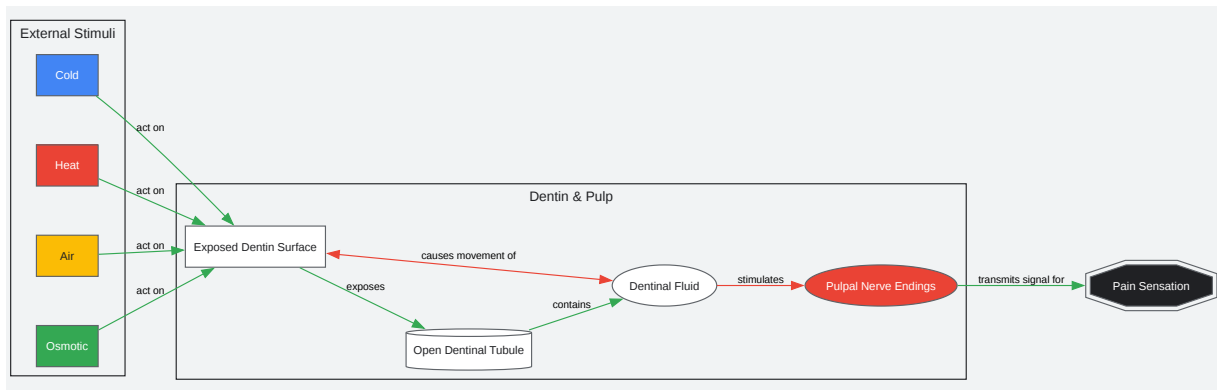 External Stimuli
Cold
act on
Heat
act on
Dentin & Pulp
Air
act on
Exposed Dentin Surface
causes movement of
act on
exposes
Dentinal Fluid
stimulates
Pulpal Nerve Endings
transmits signal for
Pain Sensation
contains
Osmotic
Open Dentinal Tubule